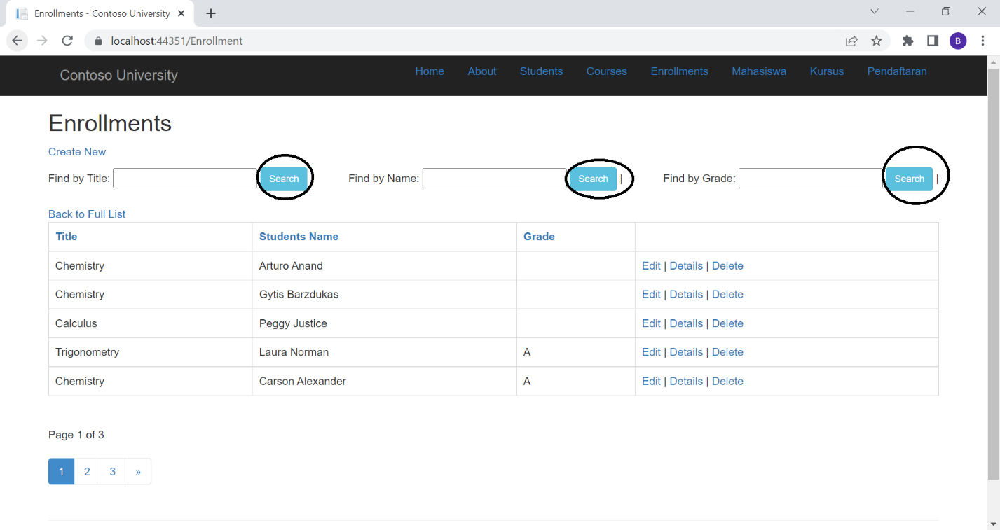 Enrollments - Contoso University
localhost:44351/Enrollment
B
Contoso University Home About Students Courses Enrollments Mahasiswa Kursus Pendaftaran
Enrollments
Create New
Find by Title: Search Find by Name: Search | Find by Grade: Search |
Back to Full List
Title Students Name Grade
Chemistry Arturo Anand Edit | Details | Delete
Chemistry Gytis Barzdukas Edit | Details | Delete
Calculus Peggy Justice Edit | Details | Delete
Trigonometry Laura Norman A Edit | Details | Delete
Chemistry Carson Alexander A Edit | Details | Delete
Page 1 of 3
1 2 3 »